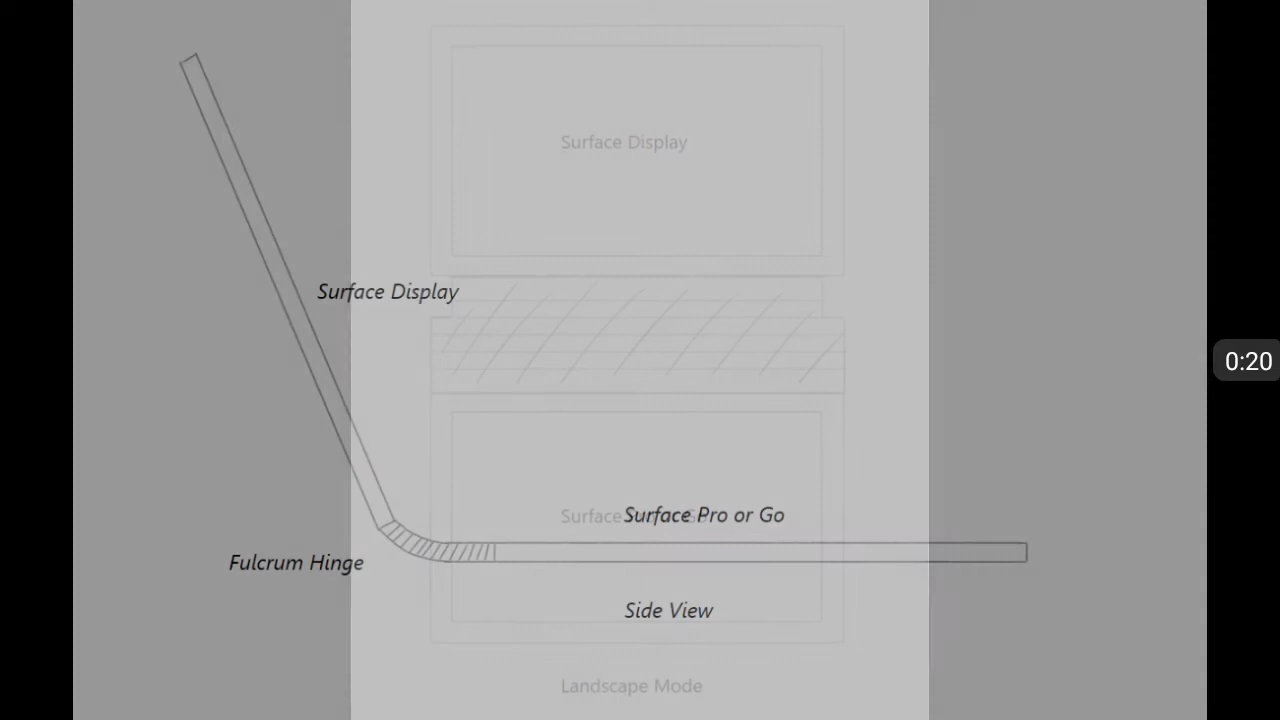 Surface Display
Surface Display
Surface Pro or Go
Fulcrum Hinge
Side View
Landscape Mode
0:20